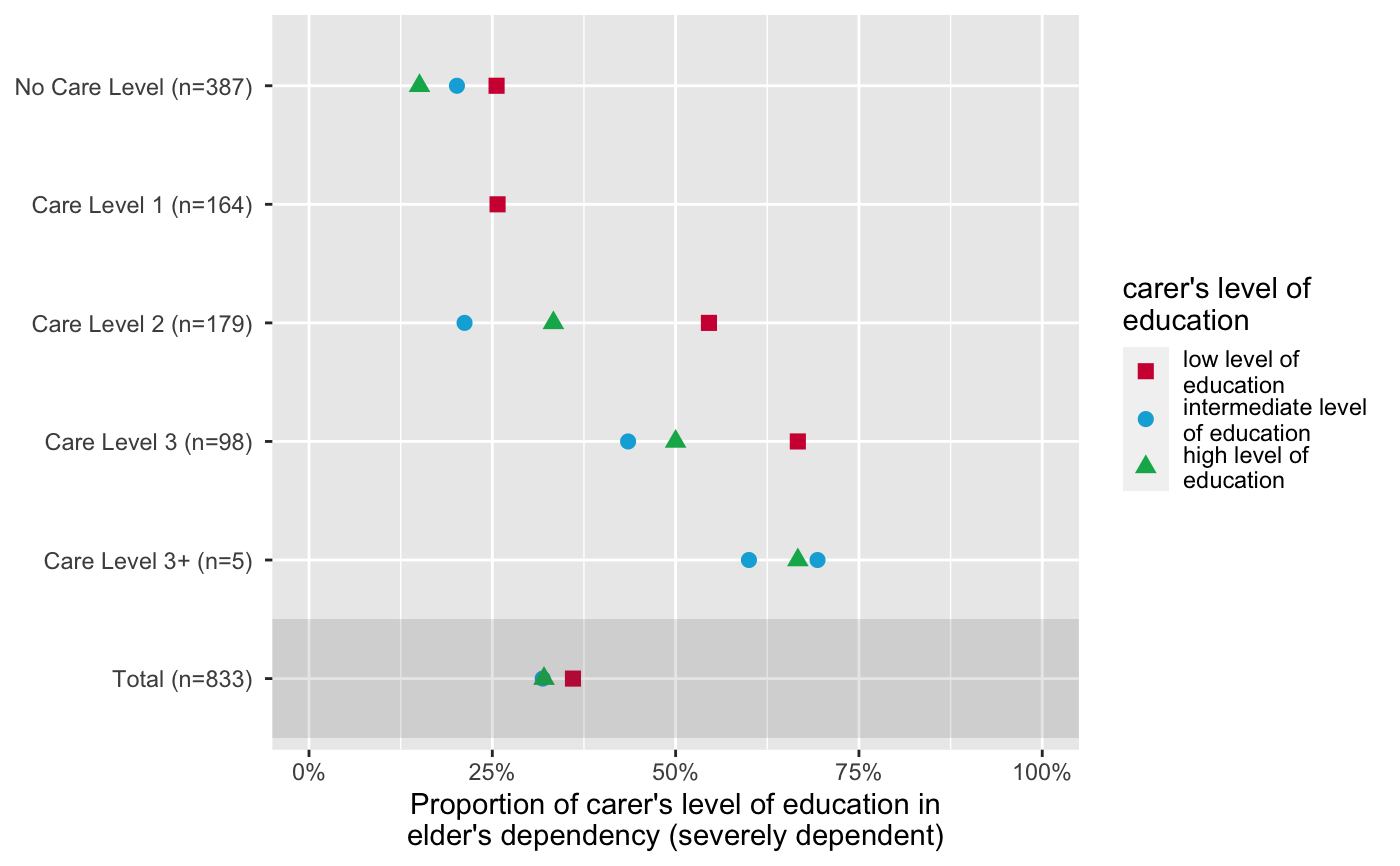 No Care Level (n=387)
Care Level 1 (n=164)
Care Level 2 (n=179)
Care Level 3 (n=98)
Care Level 3+ (n=5)
Total (n=833)
0%
25%
50%
75%
100%
Proportion of carer's level of education in
elder's dependency (severely dependent)
carer's level of
education
low level of
education
intermediate level
of education
high level of
education